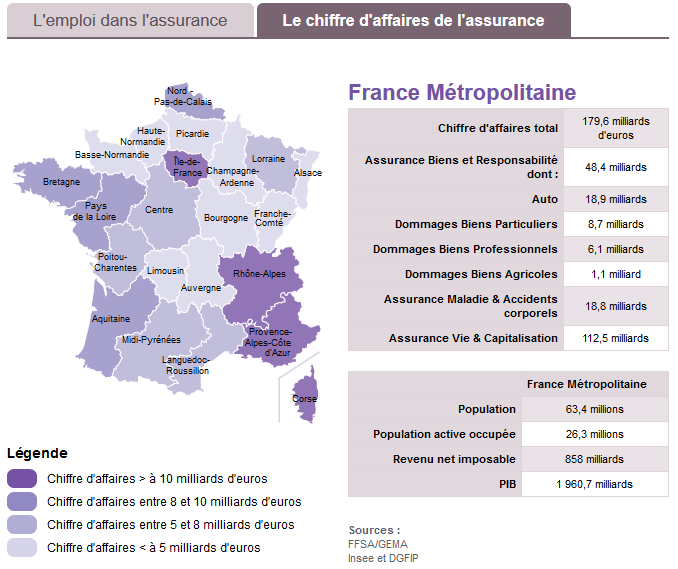 L'emploi dans l'assurance
Le chiffre d'affaires de l'assurance
Nord -
Pas-de-Calais
Haute-
Normandie
Picardie
Basse-Normandie
Île-de-
France
Champagne-
Ardenne
Lorraine
Alsace
Bretagne
Pays
de la Loire
Centre
Bourgogne
Franche-
Comté
Poitou-
Charentes
Limousin
Auvergne
Rhône-Alpes
Aquitaine
Midi-Pyrénées
Languedoc-
Roussillon
Provence-
Alpes-Côte
d'Azur
Corse
Légende
Chiffre d'affaires > à 10 milliards d'euros
Chiffre d'affaires entre 8 et 10 milliards d'euros
Chiffre d'affaires entre 5 et 8 milliards d'euros
Chiffre d'affaires < à 5 milliards d'euros
France Métropolitaine
Chiffre d'affaires total 179,6 milliards
d'euros
Assurance Biens et Responsabilité
dont : 48,4 milliards
Auto 18,9 milliards
Dommages Biens Particuliers 8,7 milliards
Dommages Biens Professionnels 6,1 milliards
Dommages Biens Agricoles 1,1 milliard
Assurance Maladie & Accidents
corporels 18,8 milliards
Assurance Vie & Capitalisation 112,5 milliards
France Métropolitaine
Population 63,4 millions
Population active occupée 26,3 millions
Revenu net imposable 858 milliards
PIB 1 960,7 milliards
Sources :
FFSA/GEMA
Insee et DGFIP